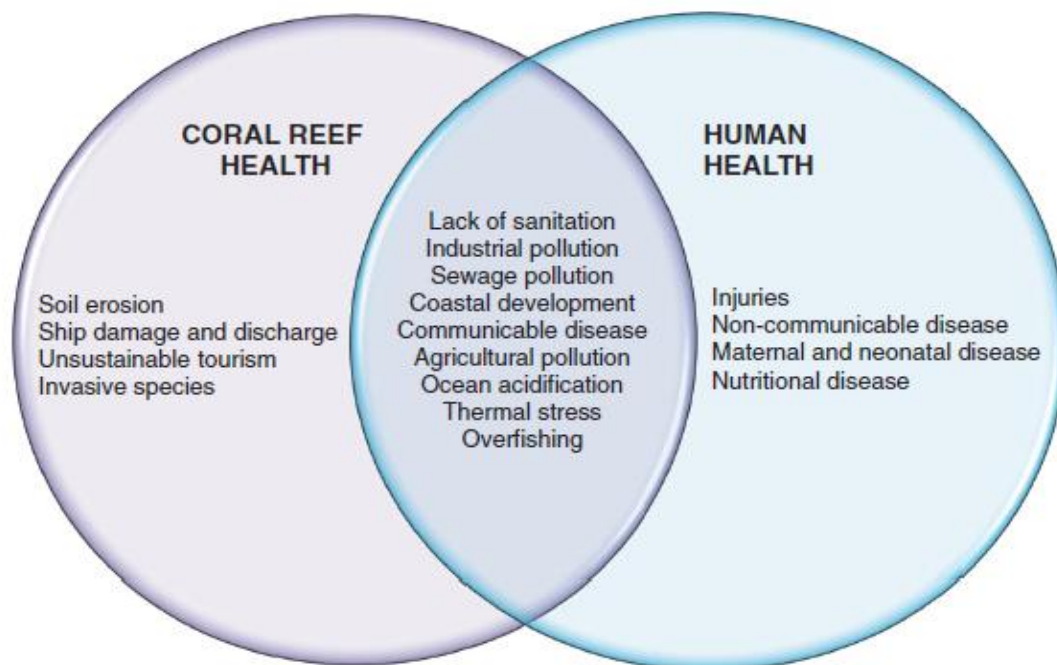 CORAL REEF
HEALTH
HUMAN
HEALTH
Lack of sanitation
Industrial pollution
Sewage pollution
Coastal development
Communicable disease
Agricultural pollution
Ocean acidification
Thermal stress
Overfishing
Soil erosion
Ship damage and discharge
Unsustainable tourism
Invasive species
Injuries
Non-communicable disease
Maternal and neonatal disease
Nutritional disease